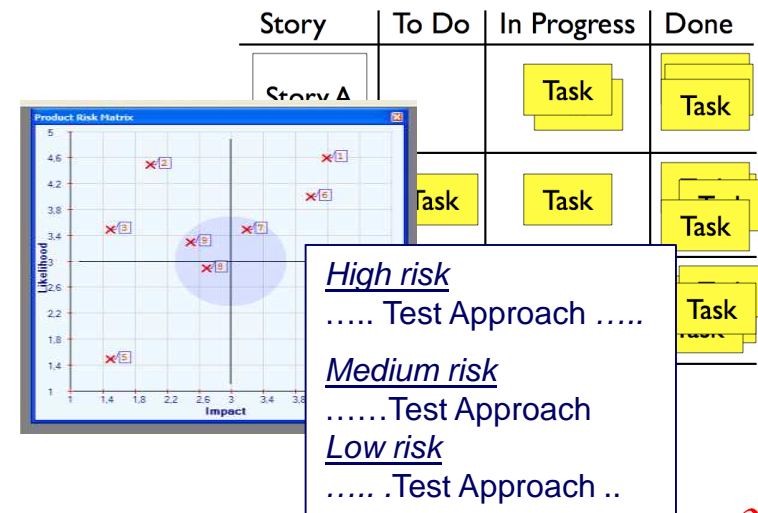 Story To Do In Progress Done
Story A
Task
Task
Task
Task
Task
Task
Product Risk Matrix
5
4,6
4,2
3,8
3,4
3
2,6
2,2
1,8
1,4
1
Likelihood
1
2
6
3
7
9
8
5
1 1,4 1,8 2,2 2,6 3 3,4 3,8
Impact
High risk
….. Test Approach …..
Medium risk
……Test Approach
Low risk
….. .Test Approach ..